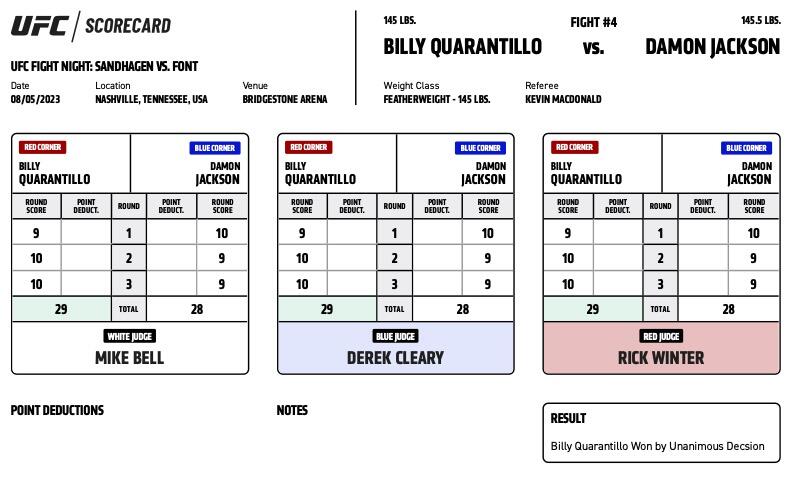 UFC / SCORECARD
UFC FIGHT NIGHT: SANDHAGEN VS. FONT
Date Location Venue
08/05/2023 NASHVILLE, TENNESSEE, USA BRIDGESTONE ARENA
145 LBS. FIGHT #4 145.5 LBS.
BILLY QUARANTILLO vs. DAMON JACKSON
Weight Class Referee
FEATHERWEIGHT - 145 LBS. KEVIN MACDONALD
RED CORNER BLUE CORNER
BILLY DAMON
QUARANTILLO JACKSON
ROUND SCORE POINT DEDUCT. ROUND POINT DEDUCT. ROUND SCORE
9 1 10
10 2 9
10 3 9
29 TOTAL 28
WHITE JUDGE
MIKE BELL
RED CORNER BLUE CORNER
BILLY DAMON
QUARANTILLO JACKSON
ROUND SCORE POINT DEDUCT. ROUND POINT DEDUCT. ROUND SCORE
9 1 10
10 2 9
10 3 9
29 TOTAL 28
BLUE JUDGE
DEREK CLEARY
RED CORNER BLUE CORNER
BILLY DAMON
QUARANTILLO JACKSON
ROUND SCORE POINT DEDUCT. ROUND POINT DEDUCT. ROUND SCORE
9 1 10
10 2 9
10 3 9
29 TOTAL 28
RED JUDGE
RICK WINTER
POINT DEDUCTIONS
NOTES
RESULT
Billy Quarantillo Won by Unanimous Decsion